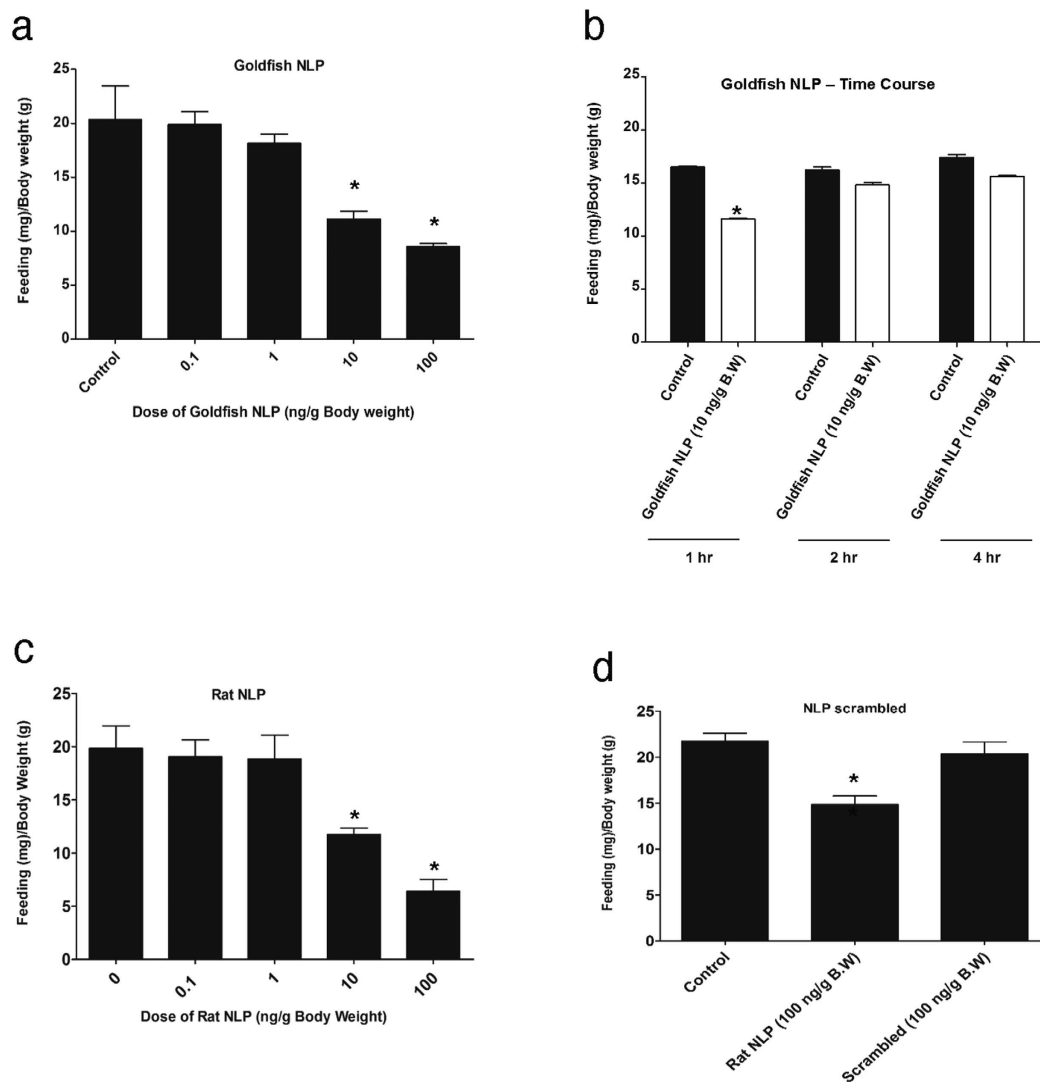 a
Goldfish NLP
25
20
15
10
5
0
Feeding (mg)/Body weight (g)
*
*
Control
0.1
1
10
100
Dose of Goldfish NLP (ng/g Body weight)
b
Goldfish NLP – Time Course
25
20
15
10
5
0
Feeding (mg)/Body weight (g)
*
Control
Goldfish NLP (10 ng/g B.W)
Control
Goldfish NLP (10 ng/g B.W)
Control
Goldfish NLP (10 ng/g B.W)
1 hr
2 hr
4 hr
c
Rat NLP
25
20
15
10
5
0
Feeding (mg)/Body Weight (g)
*
*
0
0.1
1
10
100
Dose of Rat NLP (ng/g Body Weight)
d
NLP scrambled
25
20
15
10
5
0
Feeding (mg)/Body weight (g)
*
Control
Rat NLP (100 ng/g B.W)
Scrambled (100 ng/g B.W)